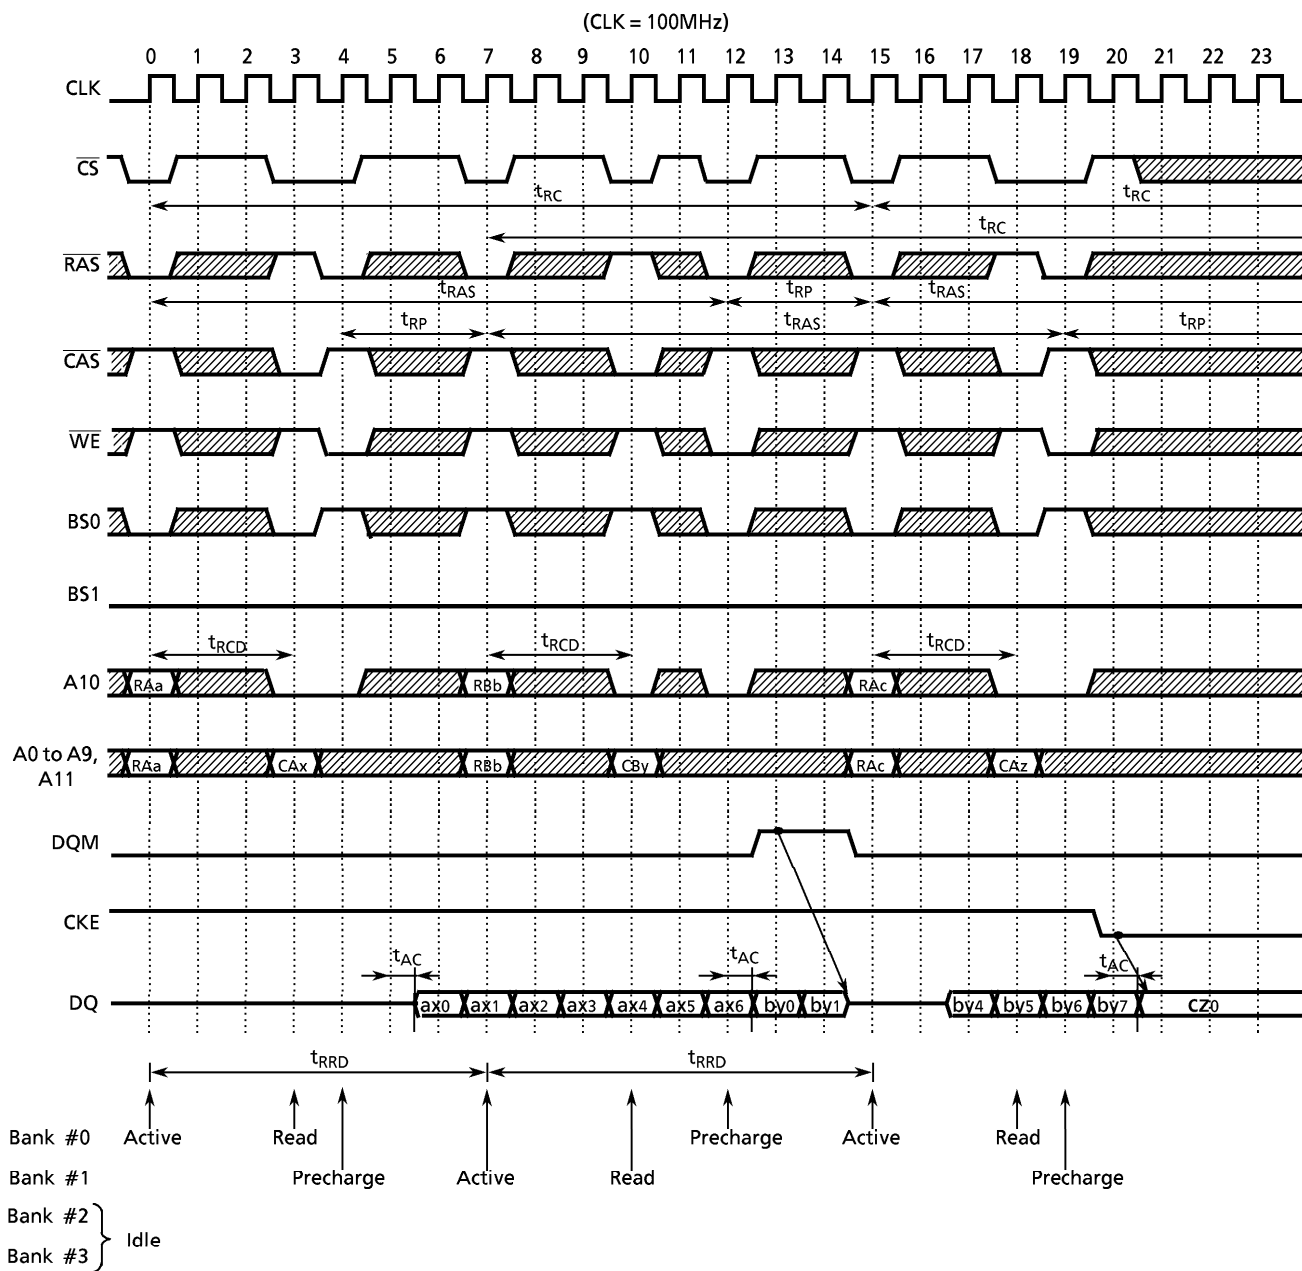 (CLK = 100MHz)
0 1 2 3 4 5 6 7 8 9 10 11 12 13 14 15 16 17 18 19 20 21 22 23
CLK
CS
tRC tRC
tRC
RAS
tRAS tRP tRAS
tRP tRAS tRP
CAS
WE
BS0
BS1
tRCD tRCD tRCD
A10 RAa RBb RAc
A0 to A9,
A11
RAa CAx RBb CBy RAc CAz
DQM
CKE
tAC tAC tAC
DQ ax0 ax1 ax2 ax3 ax4 ax5 ax6 by0 by1 by4 by5 by6 by7 CZ0
tRRD tRRD
Bank #0 Active Read Precharge Active Read
Bank #1 Precharge Active Read Precharge
Bank #2
Idle
Bank #3